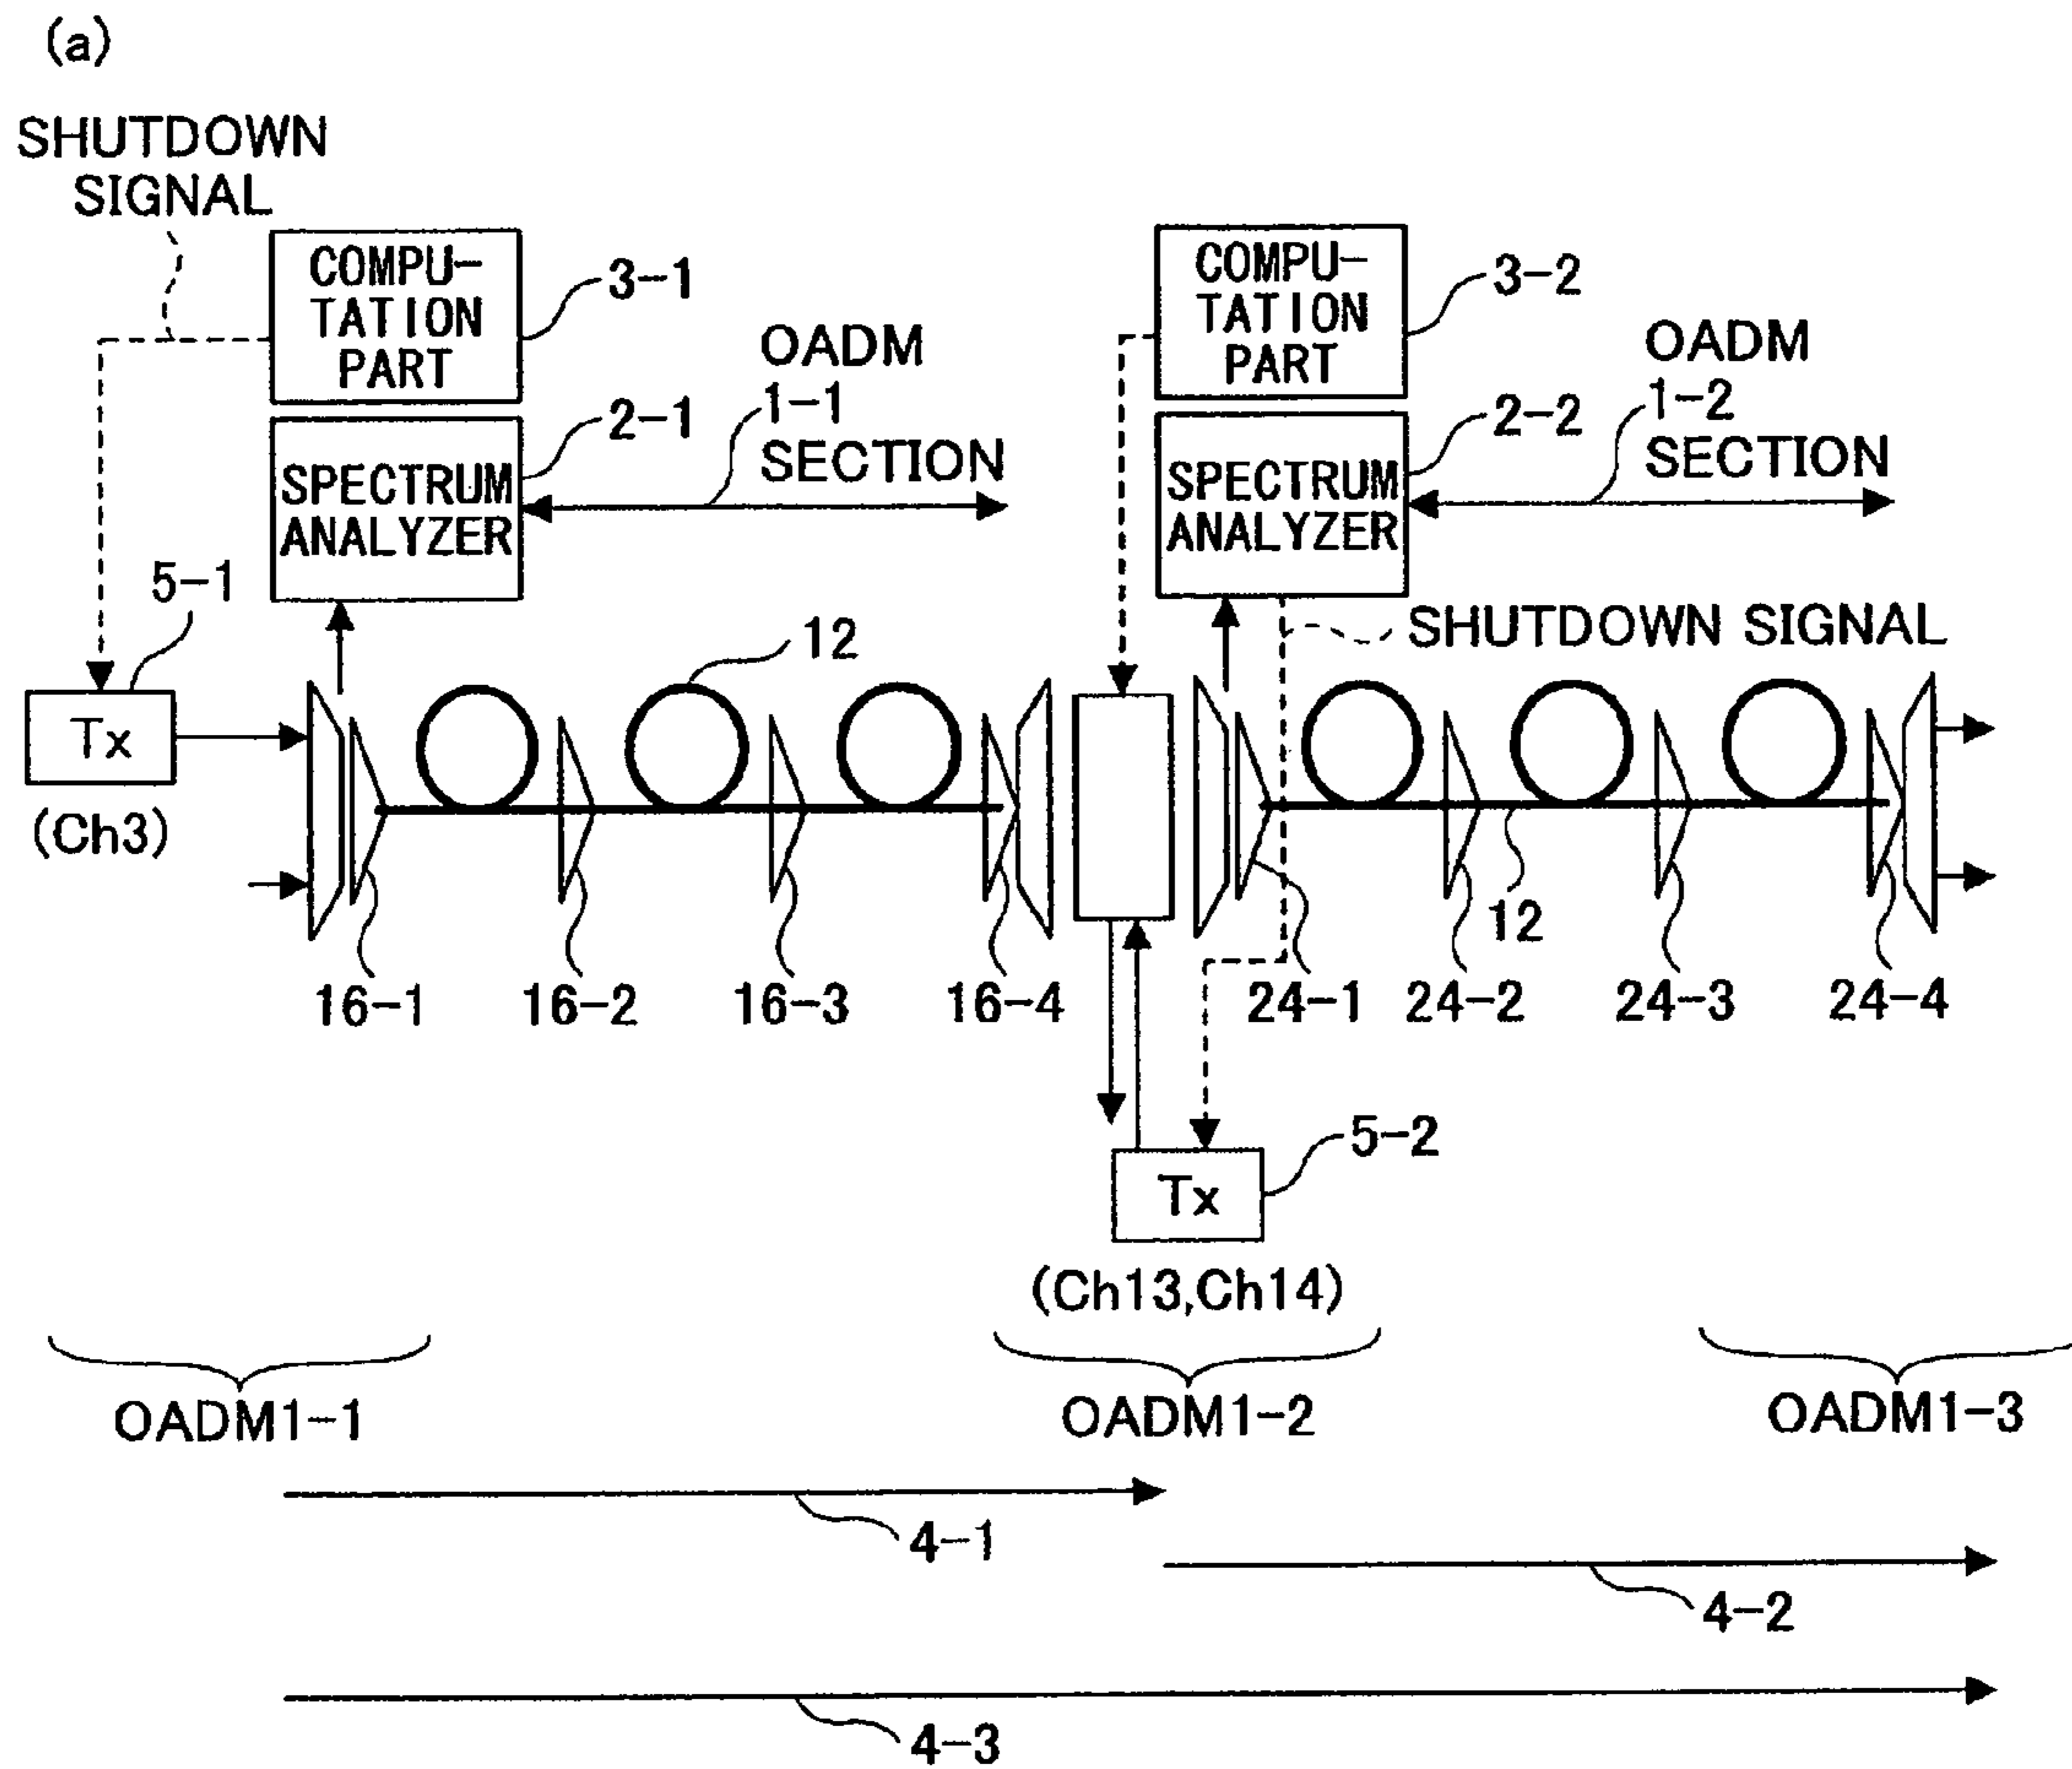 (a)
SHUTDOWN
SIGNAL
COMPU-
TATION
PART
3-1
SPECTRUM
ANALYZER
2-1
OADM
1-1
SECTION
COMPU-
TATION
PART
3-2
SPECTRUM
ANALYZER
2-2
OADM
1-2
SECTION
SHUTDOWN SIGNAL
5-1
Tx
(Ch3)
12
12
16-1
16-2
16-3
16-4
24-1
24-2
24-3
24-4
5-2
Tx
(Ch13,Ch14)
OADM1-1
OADM1-2
OADM1-3
4-1
4-2
4-3